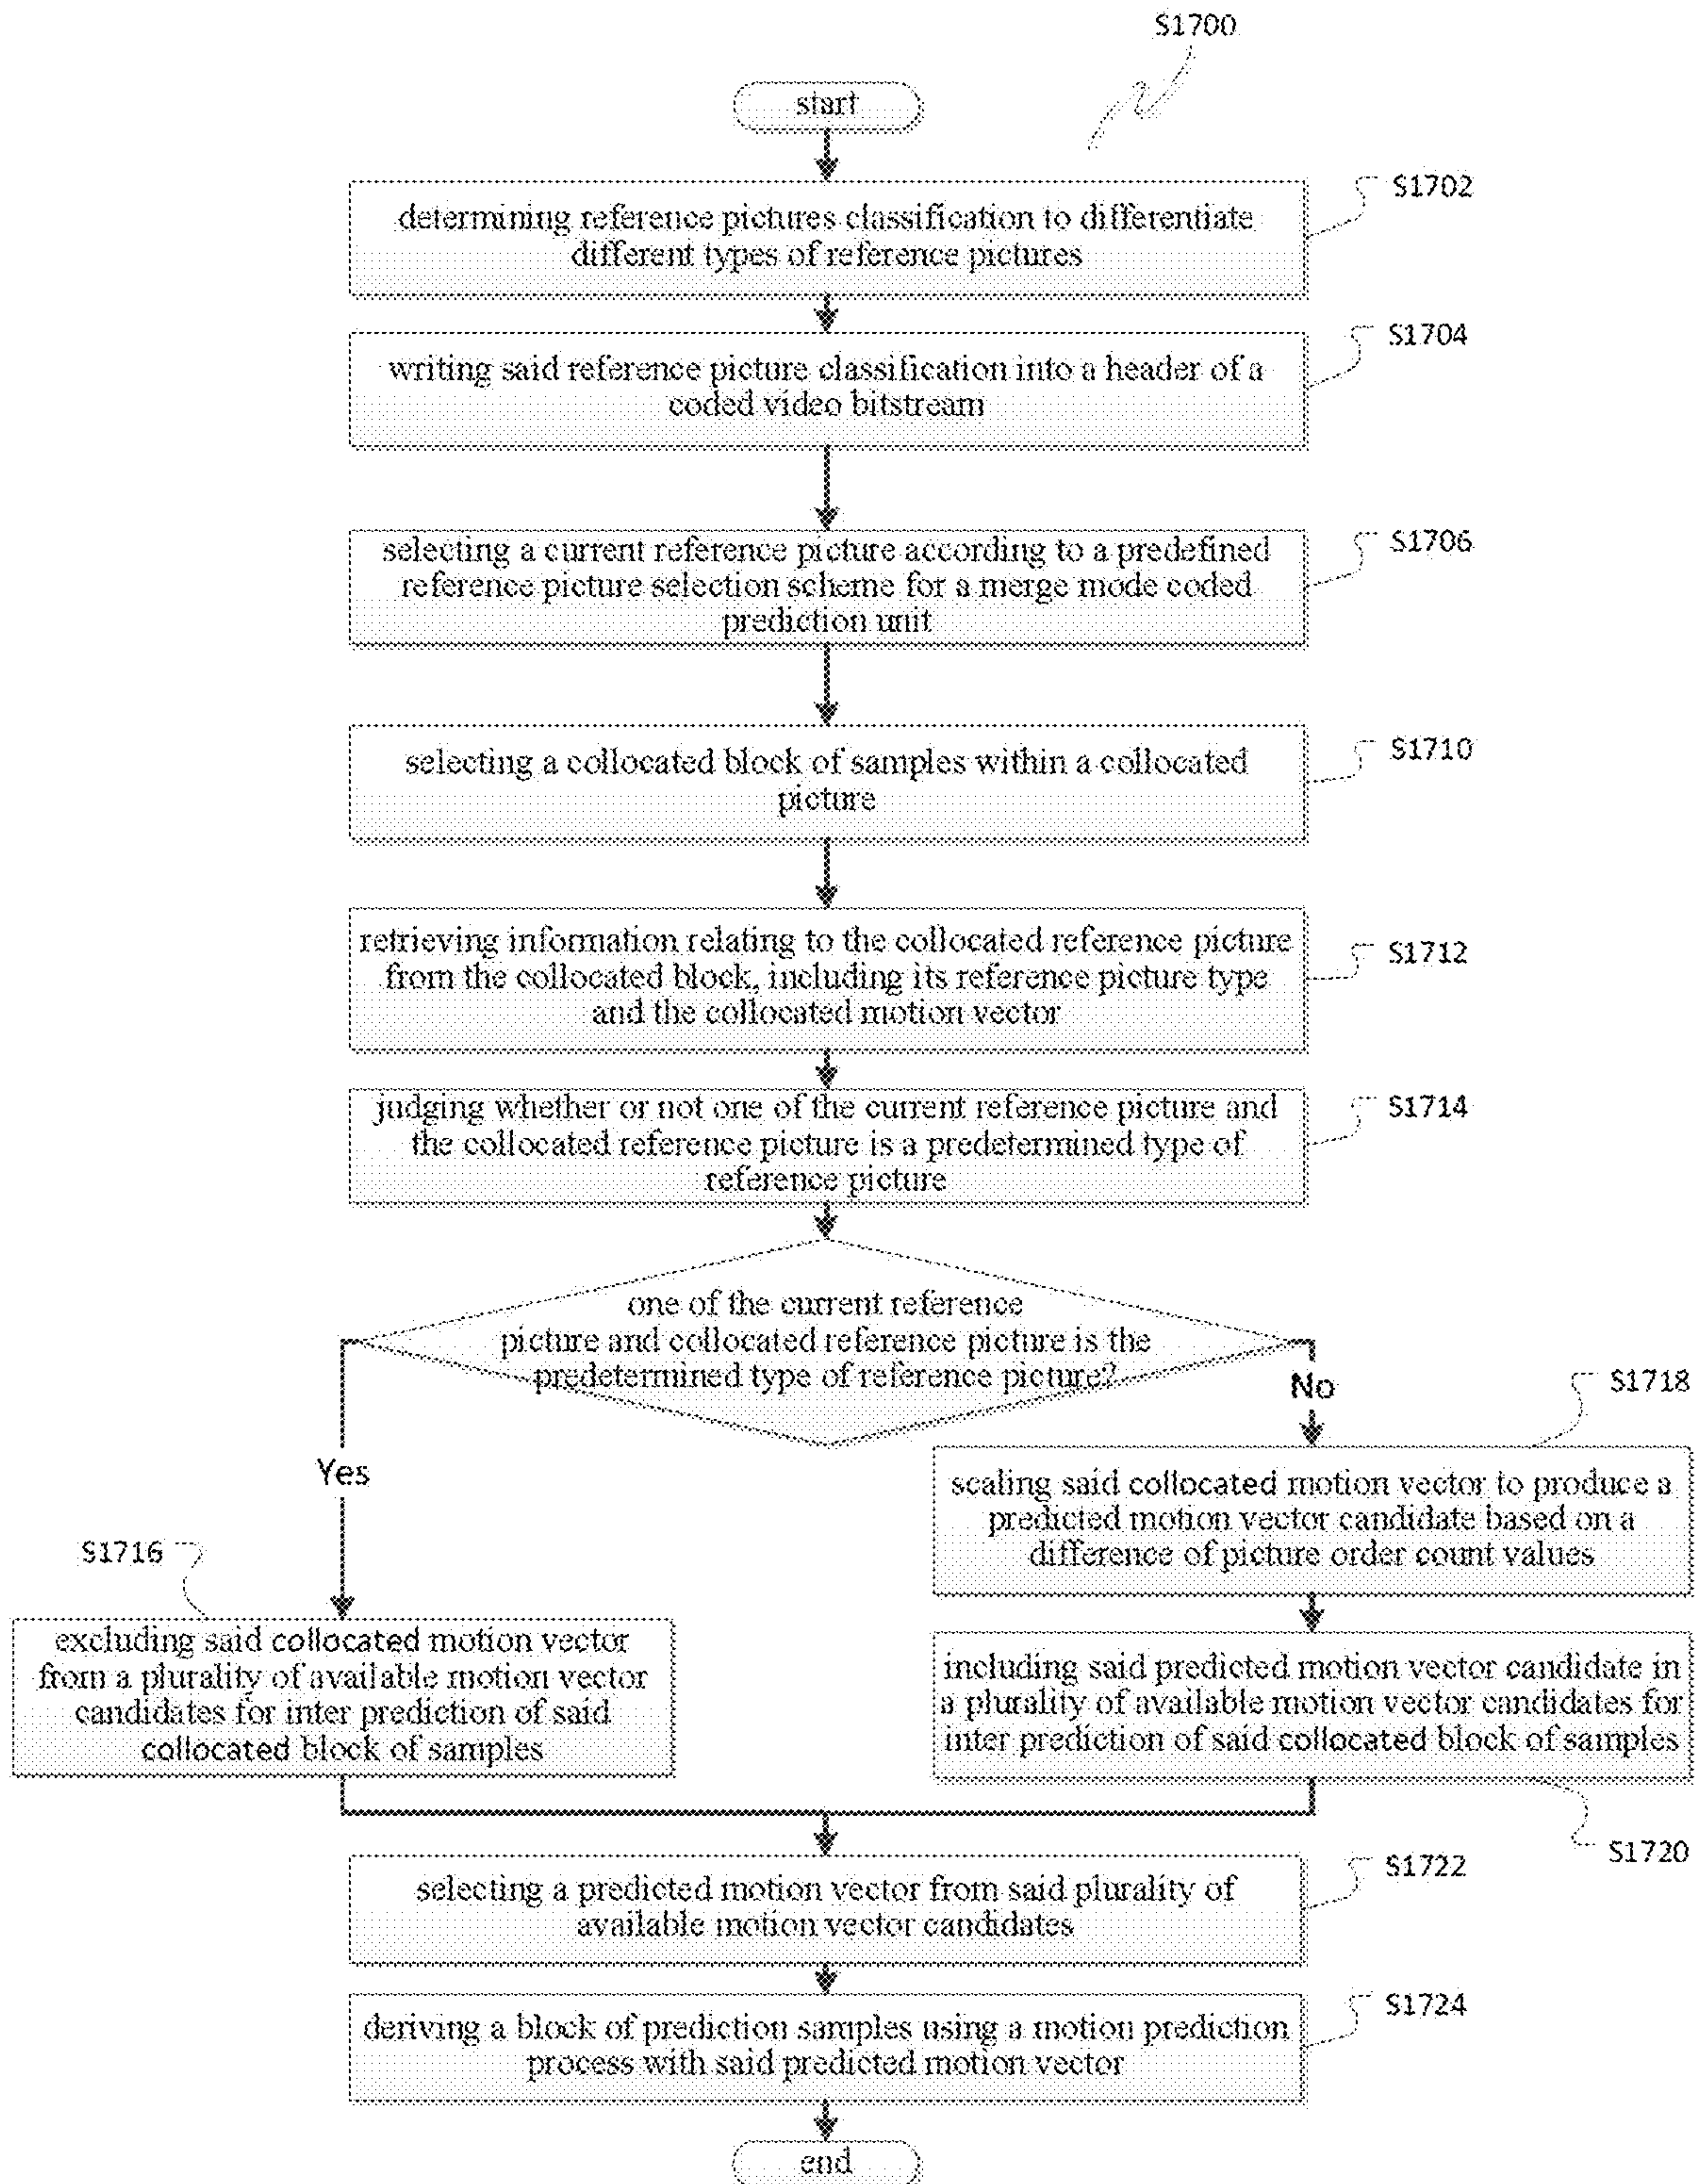 S1700
start
S1702
determining reference pictures classification to differentiate
different types of reference pictures
S1704
writing said reference picture classification into a header of a
coded video bitstream
S1706
selecting a current reference picture according to a predefined
reference picture selection scheme for a merge mode coded
prediction unit
S1710
selecting a collocated block of samples within a collocated
picture
S1712
retrieving information relating to the collocated reference picture
from the collocated block, including its reference picture type
and the collocated motion vector
S1714
judging whether or not one of the current reference picture and
the collocated reference picture is a predetermined type of
reference picture
one of the current reference
picture and collocated reference picture is the
predetermined type of reference picture?
Yes
No
S1718
scaling said collocated motion vector to produce a
predicted motion vector candidate based on a
difference of picture order count values
S1716
excluding said collocated motion vector
from a plurality of available motion vector
candidates for inter prediction of said
collocated block of samples
including said predicted motion vector candidate in
a plurality of available motion vector candidates for
inter prediction of said collocated block of samples
S1720
S1722
selecting a predicted motion vector from said plurality of
available motion vector candidates
S1724
deriving a block of prediction samples using a motion prediction
process with said predicted motion vector
end